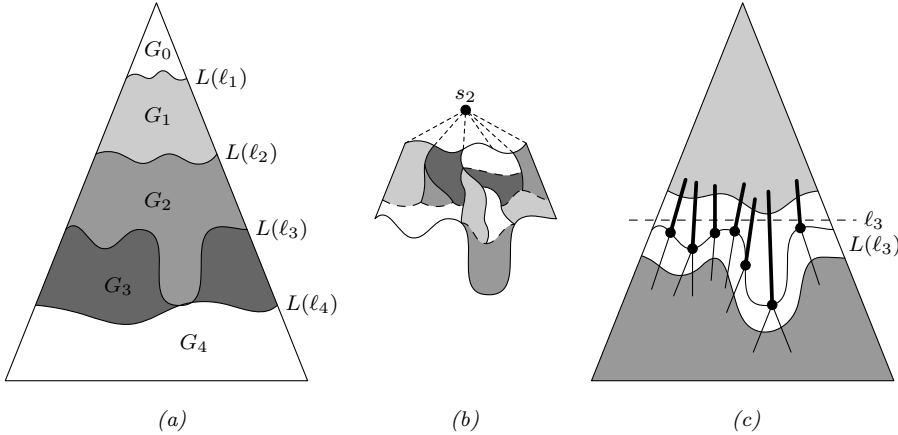 G₀
L(ℓ₁)
G₁
L(ℓ₂)
G₂
L(ℓ₃)
G₃
L(ℓ₄)
G₄
(a)
s₂
(b)
ℓ₃
L(ℓ₃)
(c)